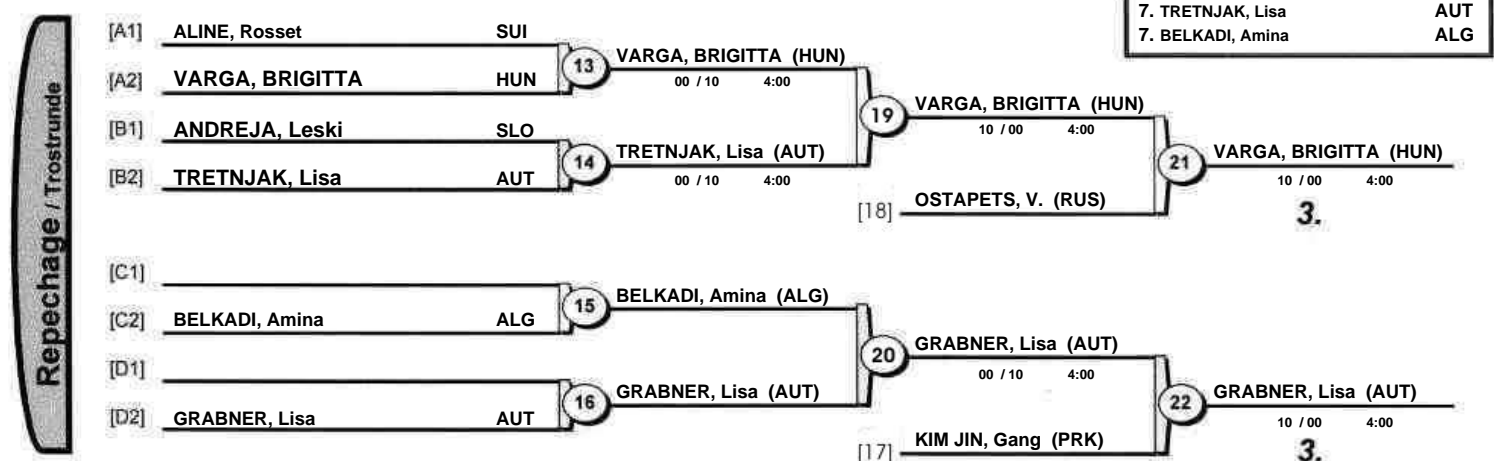 7. TRETNJAK, Lisa AUT
7. BELKADI, Amina ALG
Repechage / Trostrunde
[A1] ALINE, Rosset SUI
[A2] VARGA, BRIGITTA HUN
13
VARGA, BRIGITTA (HUN)
00 / 10 4:00
[B1] ANDREJA, Leski SLO
[B2] TRETNJAK, Lisa AUT
14
TRETNJAK, Lisa (AUT)
00 / 10 4:00
19
VARGA, BRIGITTA (HUN)
10 / 00 4:00
[18] OSTAPETS, V. (RUS)
21
VARGA, BRIGITTA (HUN)
10 / 00 4:00
3.
[C1]
[C2] BELKADI, Amina ALG
15
BELKADI, Amina (ALG)
[D1]
[D2] GRABNER, Lisa AUT
16
GRABNER, Lisa (AUT)
20
GRABNER, Lisa (AUT)
00 / 10 4:00
[17] KIM JIN, Gang (PRK)
22
GRABNER, Lisa (AUT)
10 / 00 4:00
3.